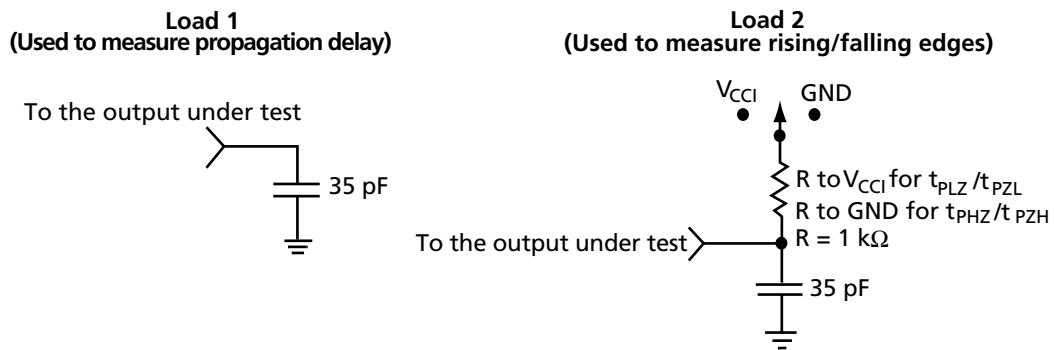 Load 1
(Used to measure propagation delay)
To the output under test
35 pF
Load 2
(Used to measure rising/falling edges)
VCCI
GND
R to VCCI for tPLZ /tPZL
R to GND for tPHZ /tPZH
R = 1 kΩ
To the output under test
35 pF